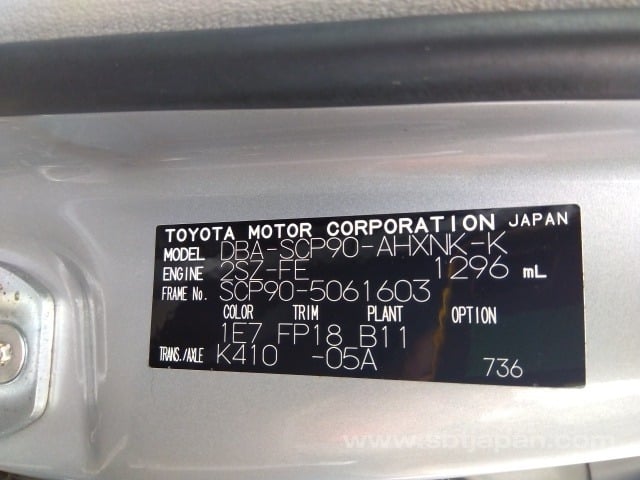 TOYOTA MOTOR CORPORATION JAPAN
MODEL DBA-SCP90-AHXNK-K
ENGINE 2SZ-FE 1296 mL
FRAME No. SCP90-5061603
COLOR TRIM PLANT OPTION
1E7 FP18 B11
TRANS./AXLE K410 -05A 736
www.sbtjapan.com